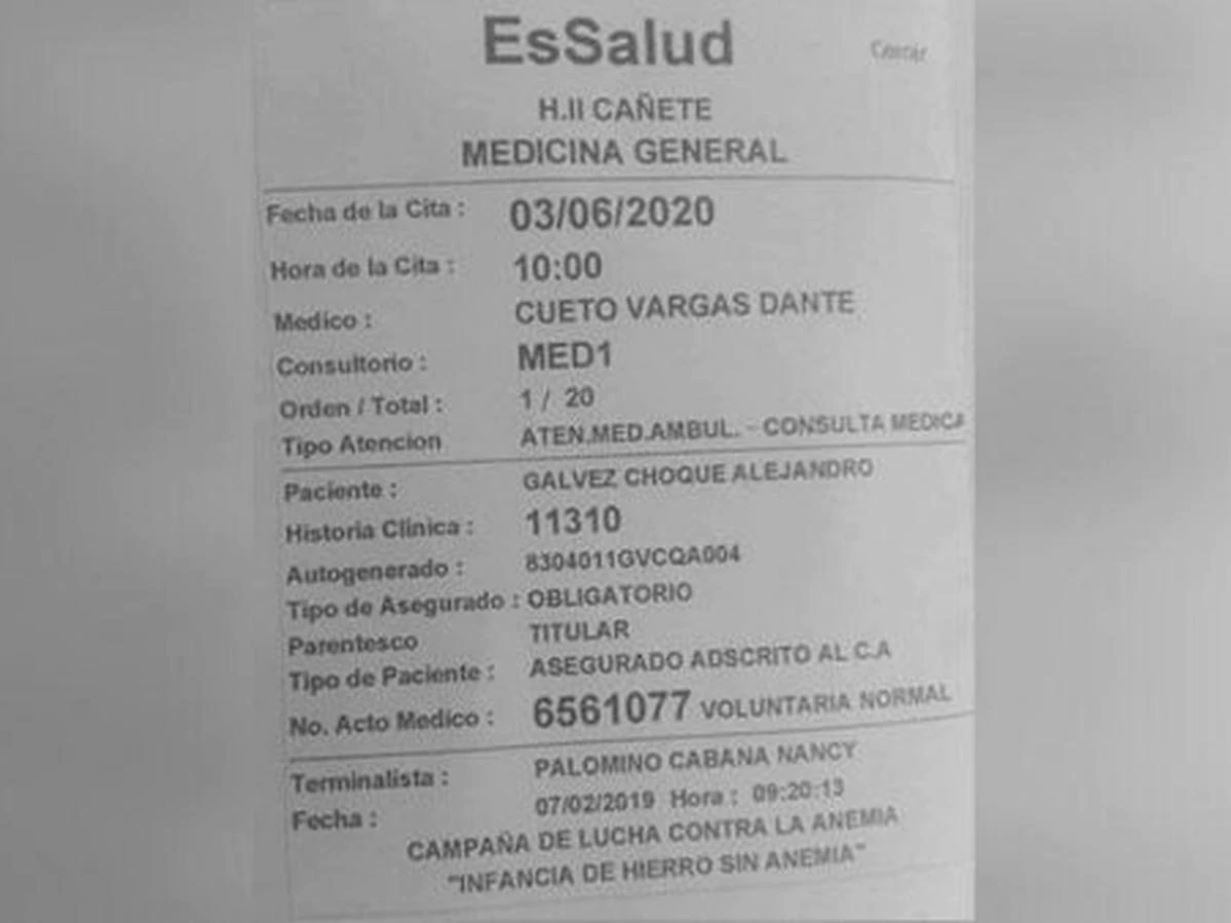 EsSalud
Cerrar
H.II CAÑETE
MEDICINA GENERAL
Fecha de la Cita : 03/06/2020
Hora de la Cita : 10:00
Medico : CUETO VARGAS DANTE
Consultorio : MED1
Orden / Total : 1 / 20
Tipo Atencion ATEN.MED.AMBUL. - CONSULTA MEDICA
Paciente : GALVEZ CHOQUE ALEJANDRO
Historia Clinica : 11310
Autogenerado : 8304011GVCQA004
Tipo de Asegurado : OBLIGATORIO
Parentesco TITULAR
Tipo de Paciente : ASEGURADO ADSCRITO AL C.A
No. Acto Medico : 6561077 VOLUNTARIA NORMAL
Terminalista : PALOMINO CABANA NANCY
Fecha : 07/02/2019 Hora : 09:20:13
CAMPAÑA DE LUCHA CONTRA LA ANEMIA
"INFANCIA DE HIERRO SIN ANEMIA"